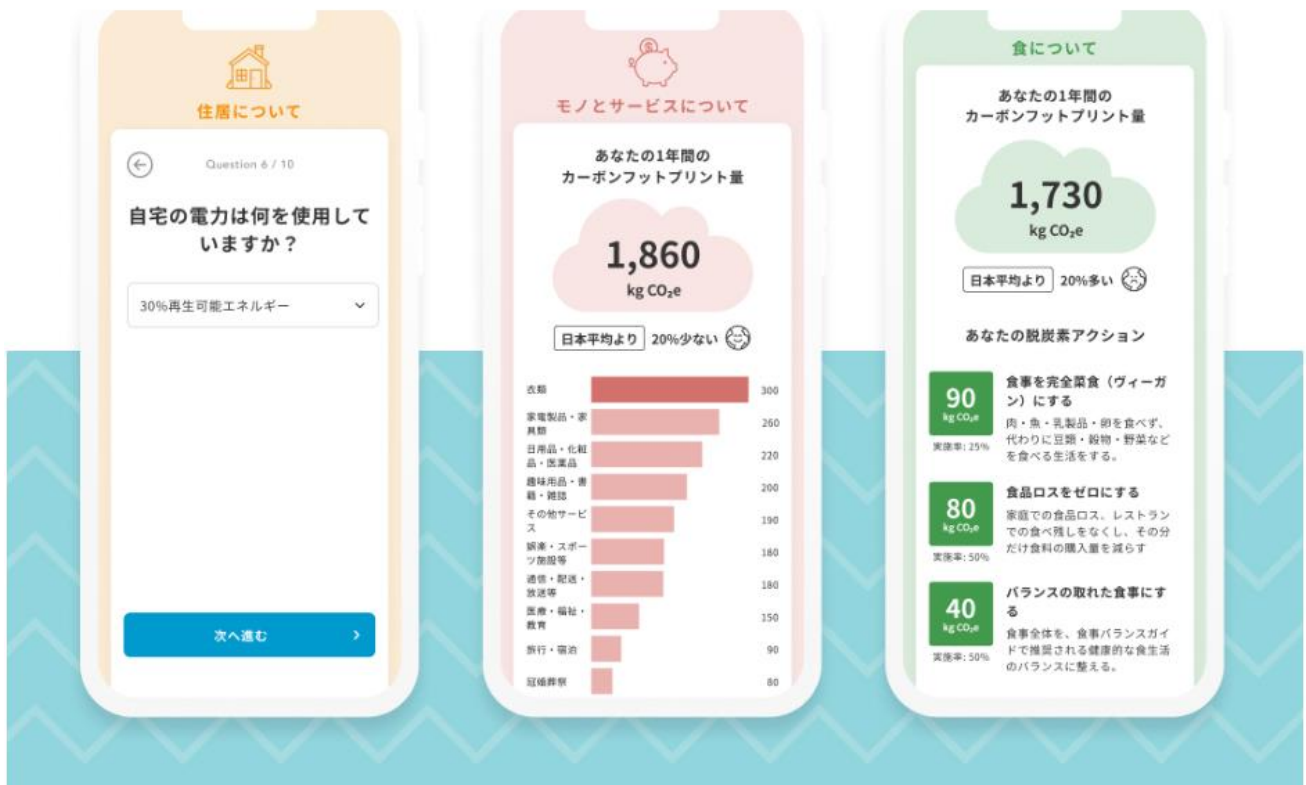 住居について
Question 6 / 10
自宅の電力は何を使用して
いますか？
30%再生可能エネルギー
次へ進む
モノとサービスについて
あなたの1年間の
カーボンフットプリント量
1,860
kg CO₂e
日本平均より 20%少ない
衣類 300
家電製品・家
具類 260
日用品・化粧
品・医薬品 220
趣味用品・書
籍・雑誌 200
その他サービ
ス 190
娯楽・スポー
ツ施設等 180
通信・配送・
放送等 180
医療・福祉・
教育 150
旅行・宿泊 90
冠婚葬祭 80
食について
あなたの1年間の
カーボンフットプリント量
1,730
kg CO₂e
日本平均より 20%多い
あなたの脱炭素アクション
90
kg CO₂e
実施率: 25%
食事を完全菜食（ヴィーガ
ン）にする
肉・魚・乳製品・卵を食べず、
代わりに豆類・穀物・野菜など
を食べる生活をする。
80
kg CO₂e
実施率: 50%
食品ロスをゼロにする
家庭での食品ロス、レストラン
での食べ残しをなくし、その分
だけ食料の購入量を減らす
40
kg CO₂e
実施率: 50%
バランスの取れた食事にす
る
食事全体を、食事バランスガイ
ドで推奨される健康的な食生活
のバランスに整える。